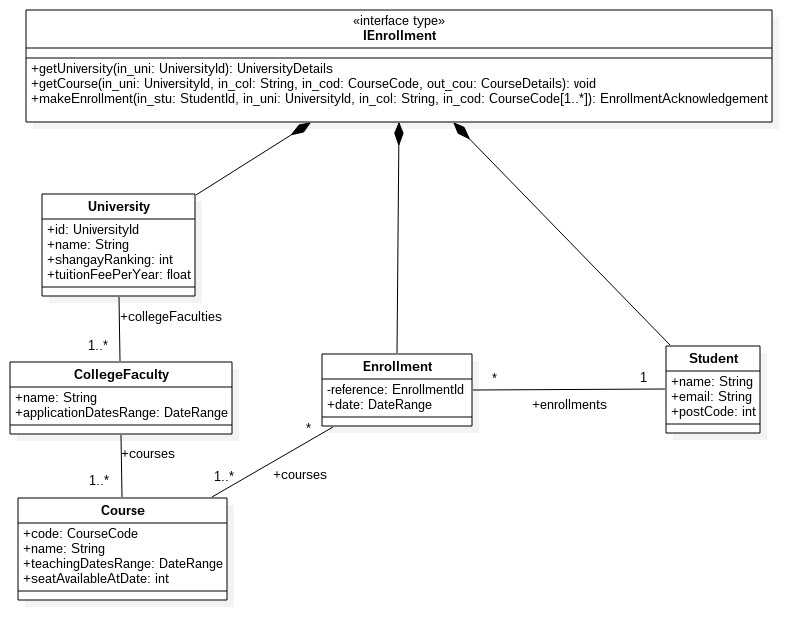 «interface type»
IEnrollment
+getUniversity(in_uni: UniversityId): UniversityDetails
+getCourse(in_uni: UniversityId, in_col: String, in_cod: CourseCode, out_cou: CourseDetails): void
+makeEnrollment(in_stu: StudentId, in_uni: UniversityId, in_col: String, in_cod: CourseCode[1..*]): EnrollmentAcknowledgement
University
+id: UniversityId
+name: String
+shangayRanking: int
+tuitionFeePerYear: float
+collegeFaculties
1..*
CollegeFaculty
+name: String
+applicationDatesRange: DateRange
Enrollment
-reference: EnrollmentId
+date: DateRange
Student
+name: String
+email: String
+postCode: int
*
1
+enrollments
*
+courses
1..*
1..*
+courses
Course
+code: CourseCode
+name: String
+teachingDatesRange: DateRange
+seatAvailableAtDate: int